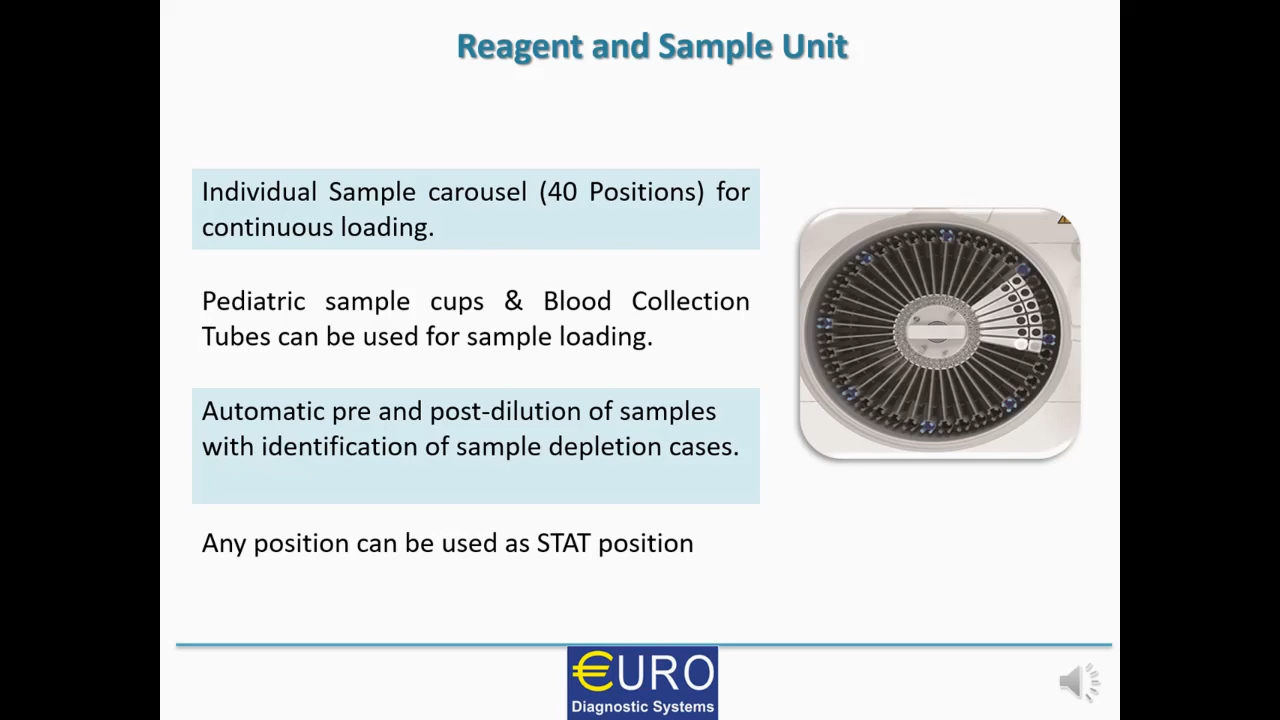 Reagent and Sample Unit
Individual Sample carousel (40 Positions) for
continuous loading.
Pediatric sample cups & Blood Collection
Tubes can be used for sample loading.
Automatic pre and post-dilution of samples
with identification of sample depletion cases.
Any position can be used as STAT position
€URO
Diagnostic Systems